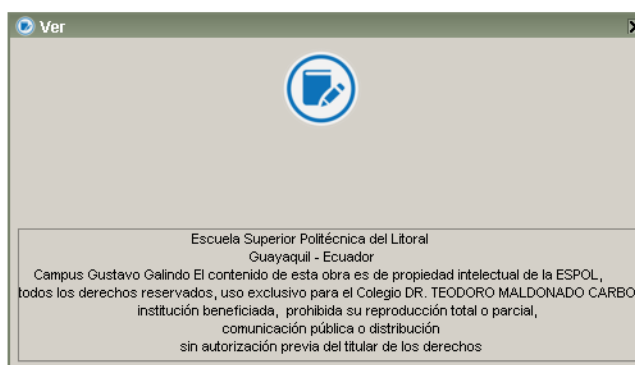 Ver
Escuela Superior Politécnica del Litoral
Guayaquil - Ecuador
Campus Gustavo Galindo El contenido de esta obra es de propiedad intelectual de la ESPOL,
todos los derechos reservados, uso exclusivo para el Colegio DR. TEODORO MALDONADO CARBO
institución beneficiada, prohibida su reproducción total o parcial,
comunicación pública o distribución
sin autorización previa del titular de los derechos